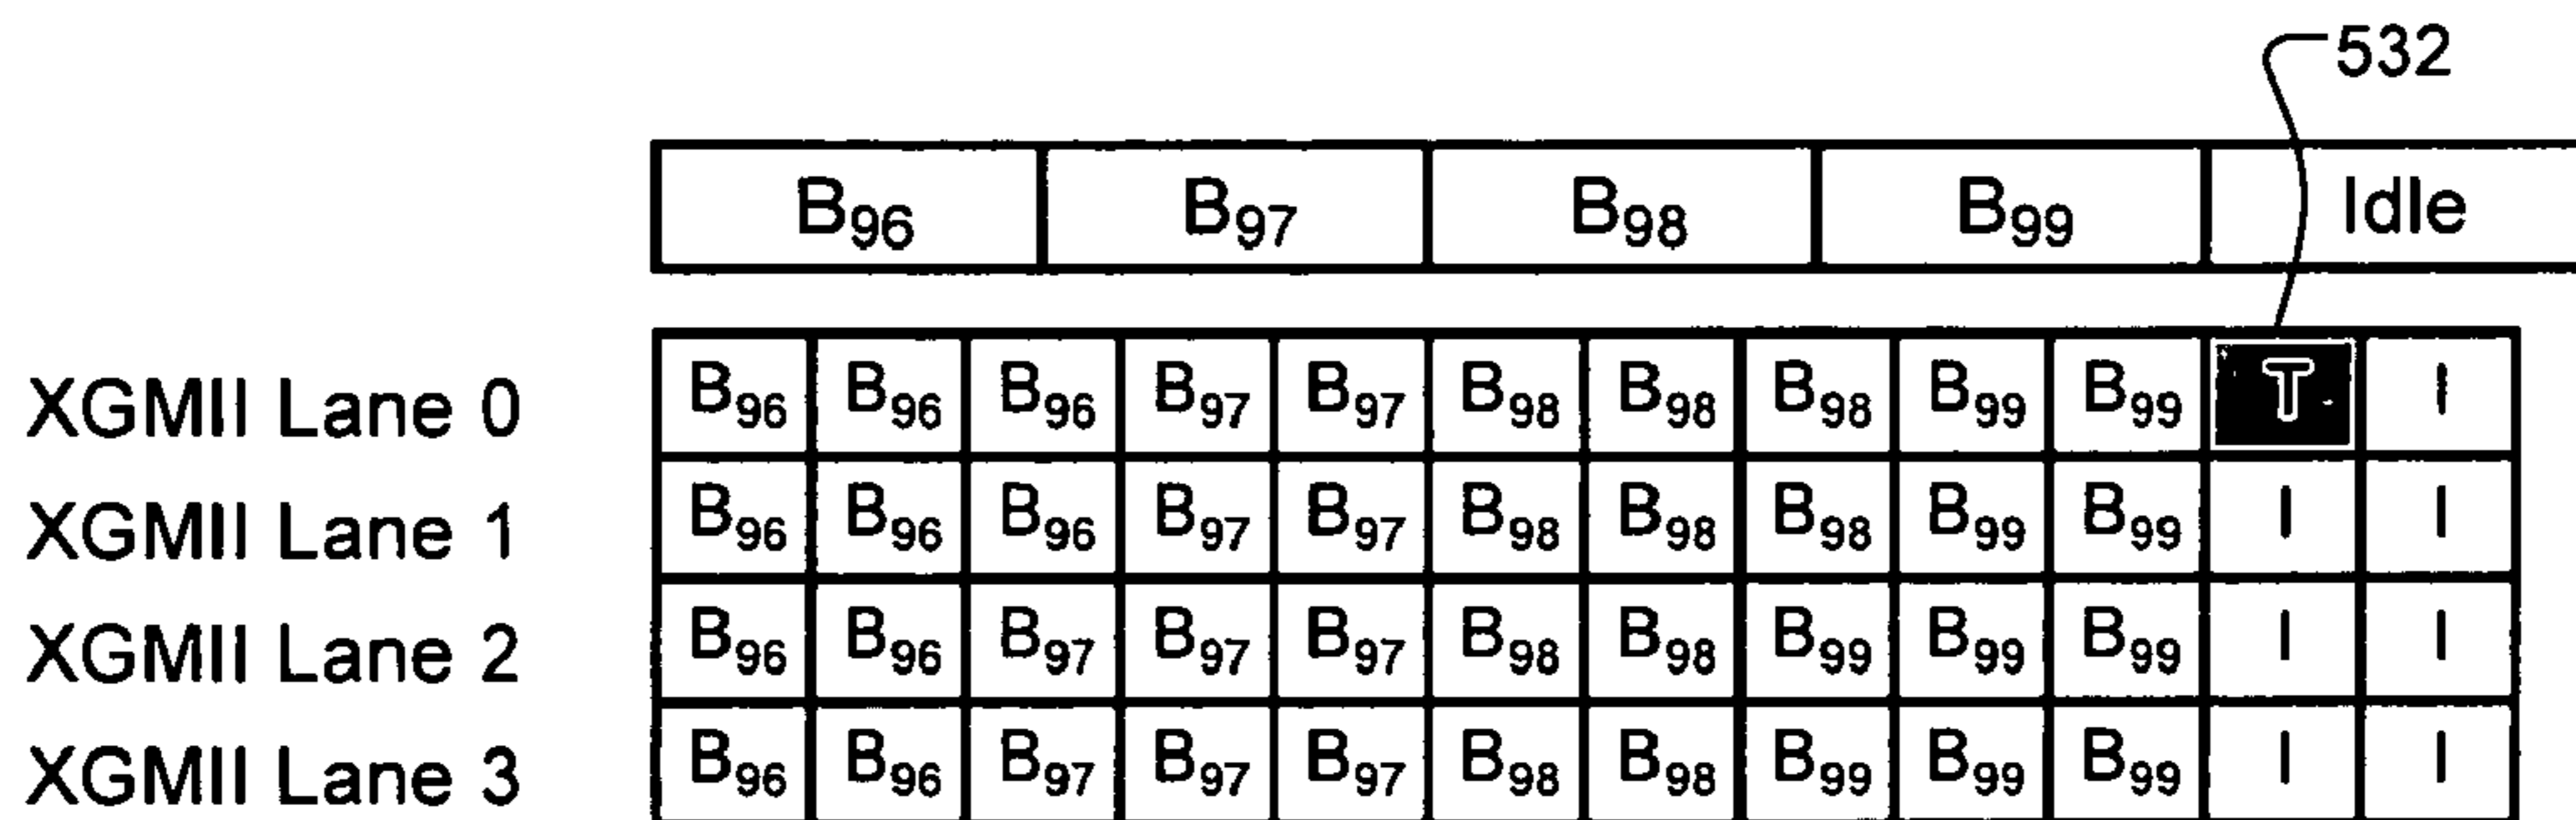 532
B96 B97 B98 B99 Idle
XGMII Lane 0 B96 B96 B96 B97 B97 B98 B98 B98 B99 B99 T I
XGMII Lane 1 B96 B96 B96 B97 B97 B98 B98 B98 B99 B99 I I
XGMII Lane 2 B96 B96 B97 B97 B97 B98 B98 B99 B99 B99 I I
XGMII Lane 3 B96 B96 B97 B97 B97 B98 B98 B99 B99 B99 I I